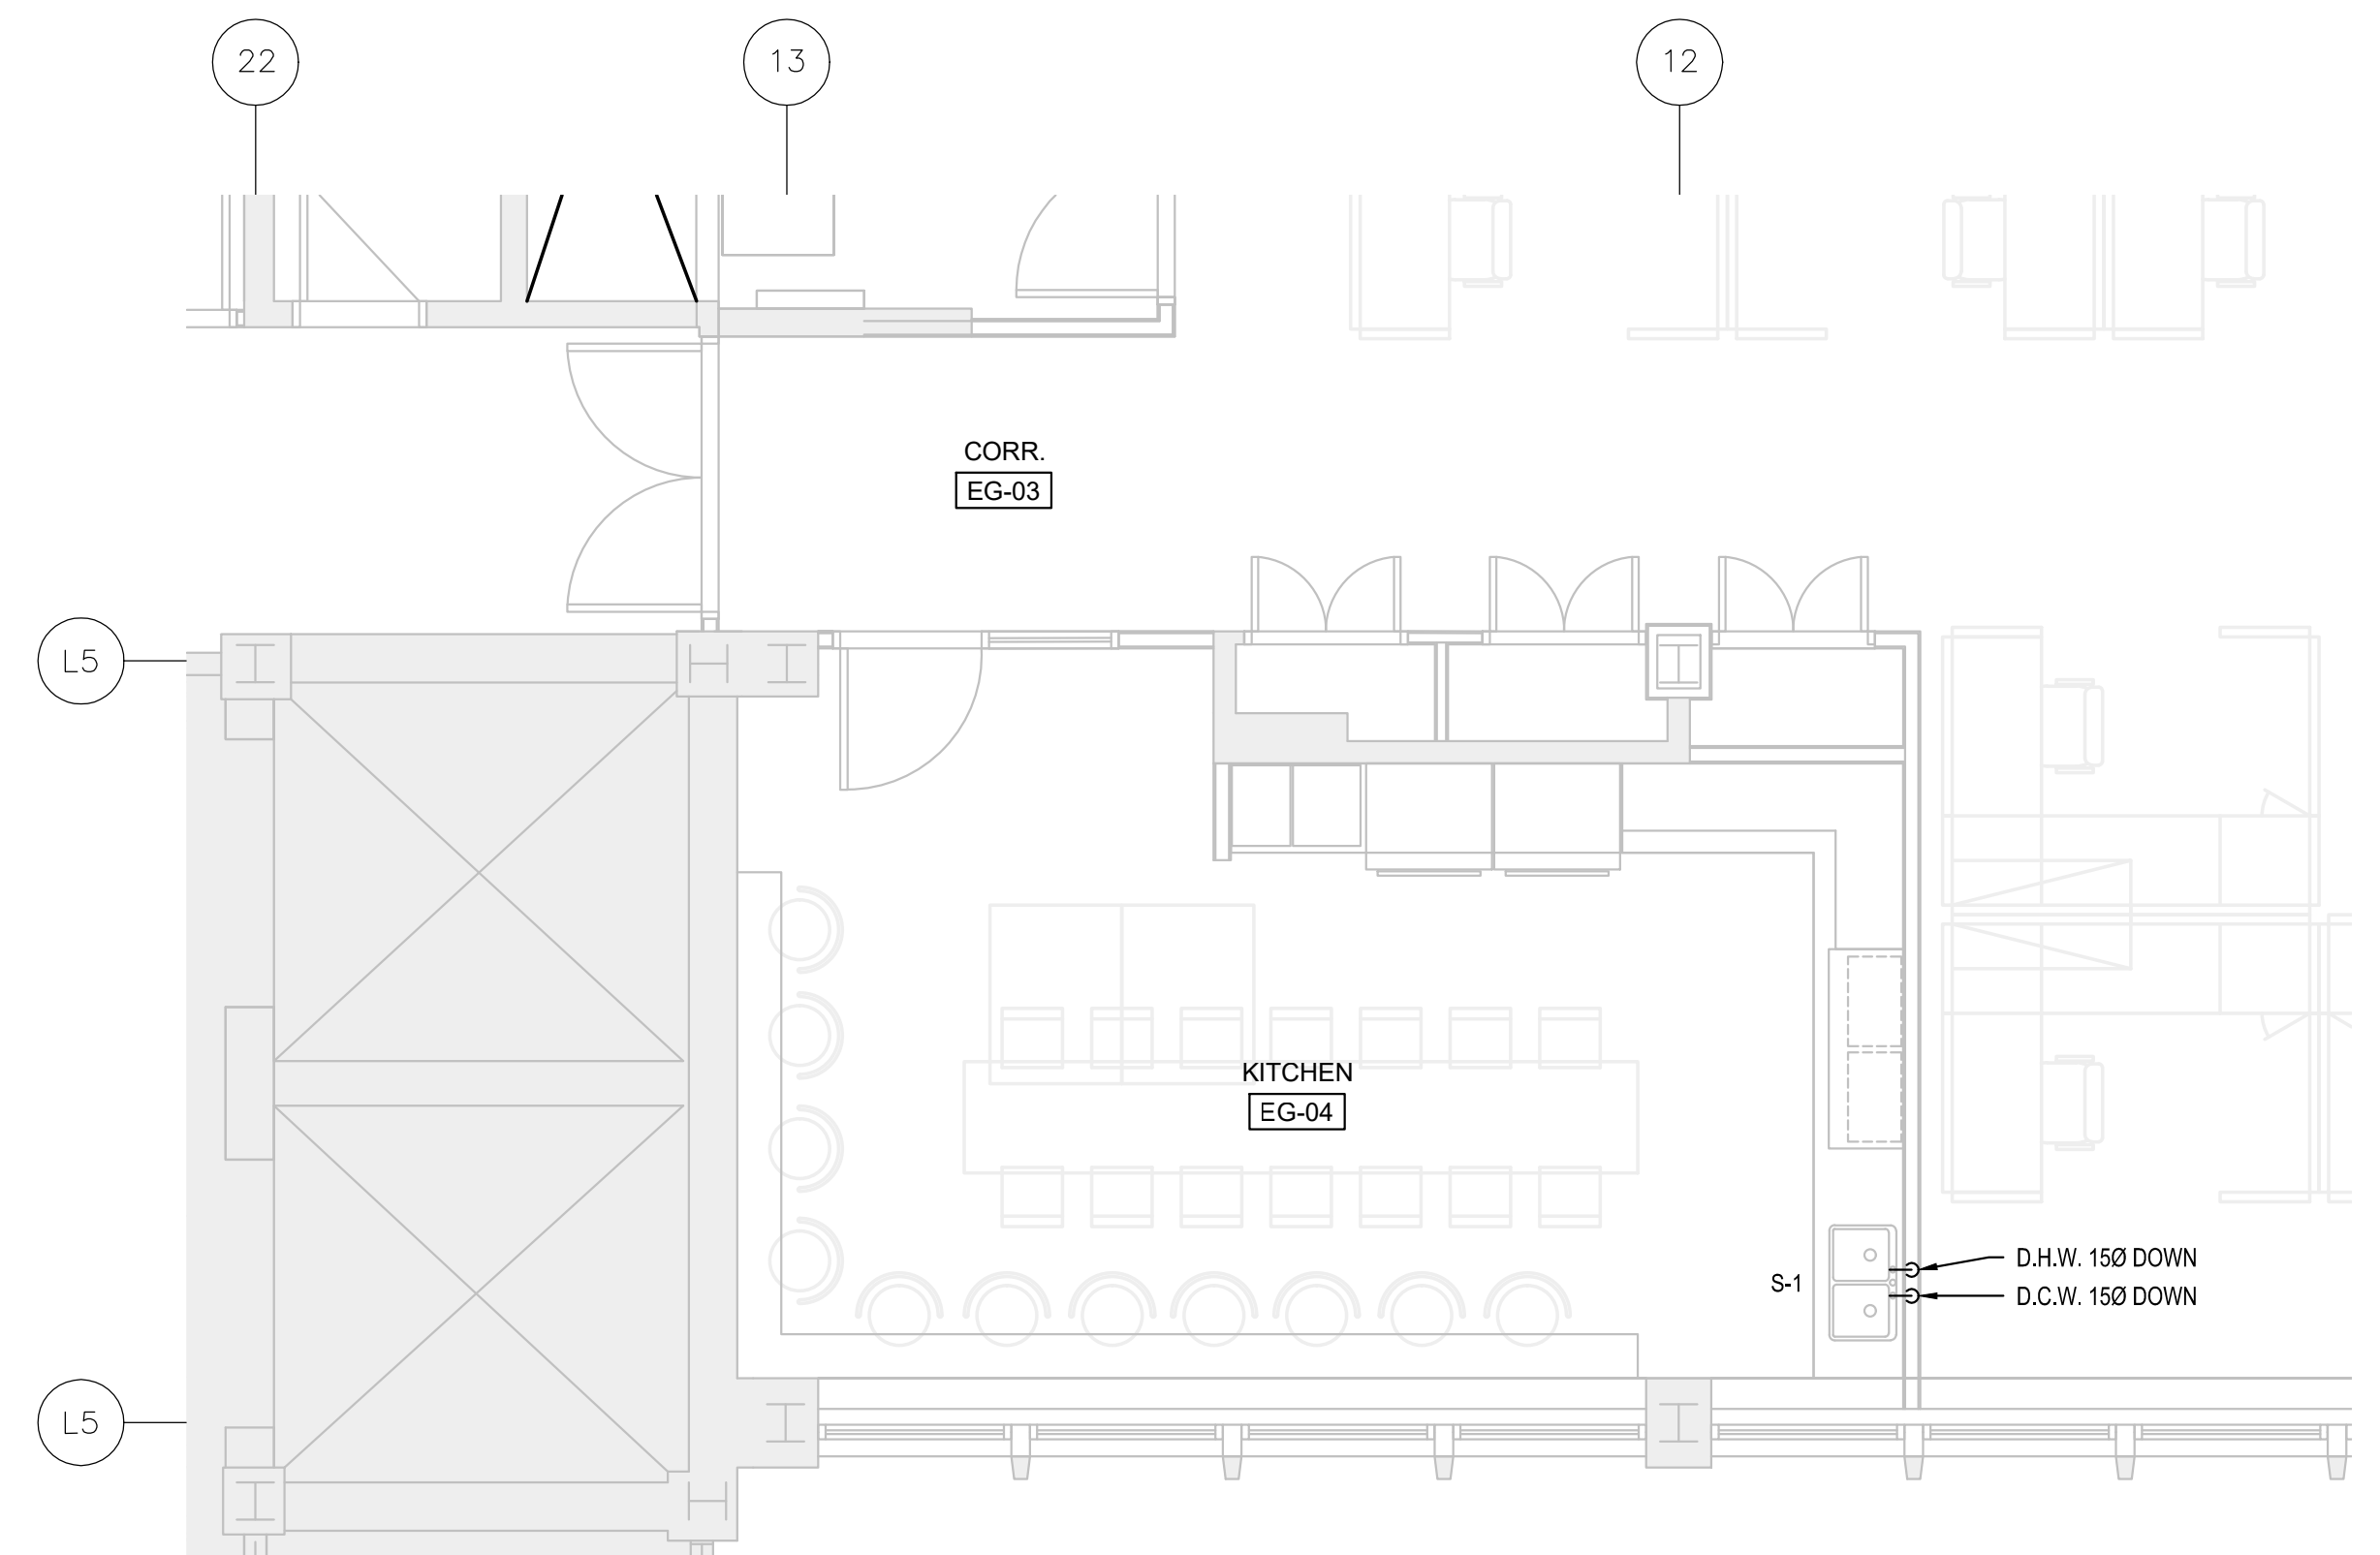 22
13
12
CORR.
EG-03
L5
KITCHEN
EG-04
D.H.W. 15Ø DOWN
S-1
D.C.W. 15Ø DOWN
L5